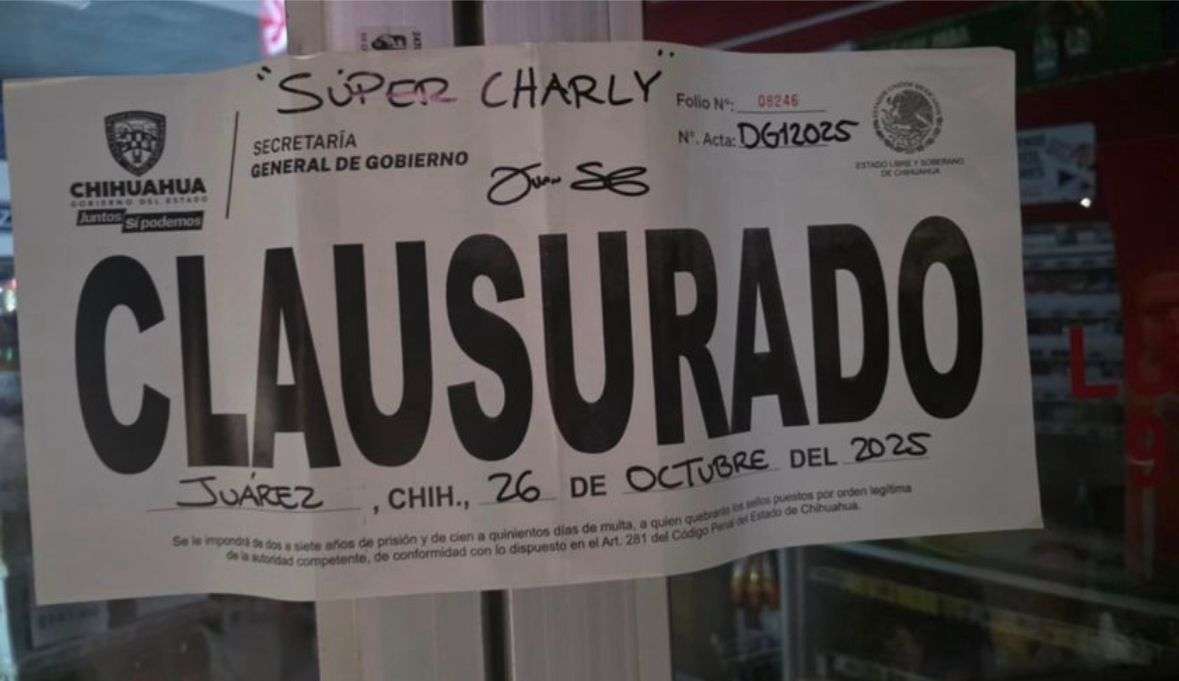 "SÚPER CHARLY"
CHIHUAHUA
GOBIERNO DEL ESTADO
Juntos
Sí podemos
SECRETARÍA
GENERAL DE GOBIERNO
Folio Nº: 08246
Nº. Acta: DG12025
ESTADOS UNIDOS MEXICANOS
ESTADO LIBRE Y SOBERANO
DE CHIHUAHUA
CLAUSURADO
JUÁREZ, CHIH., 26 DE OCTUBRE DEL 2025
Se le impondrá de dos a siete años de prisión y de cien a quinientos días de multa, a quien quebrante los sellos puestos por orden legítima
de la autoridad competente, de conformidad con lo dispuesto en el Art. 281 del Código Penal del Estado de Chihuahua.